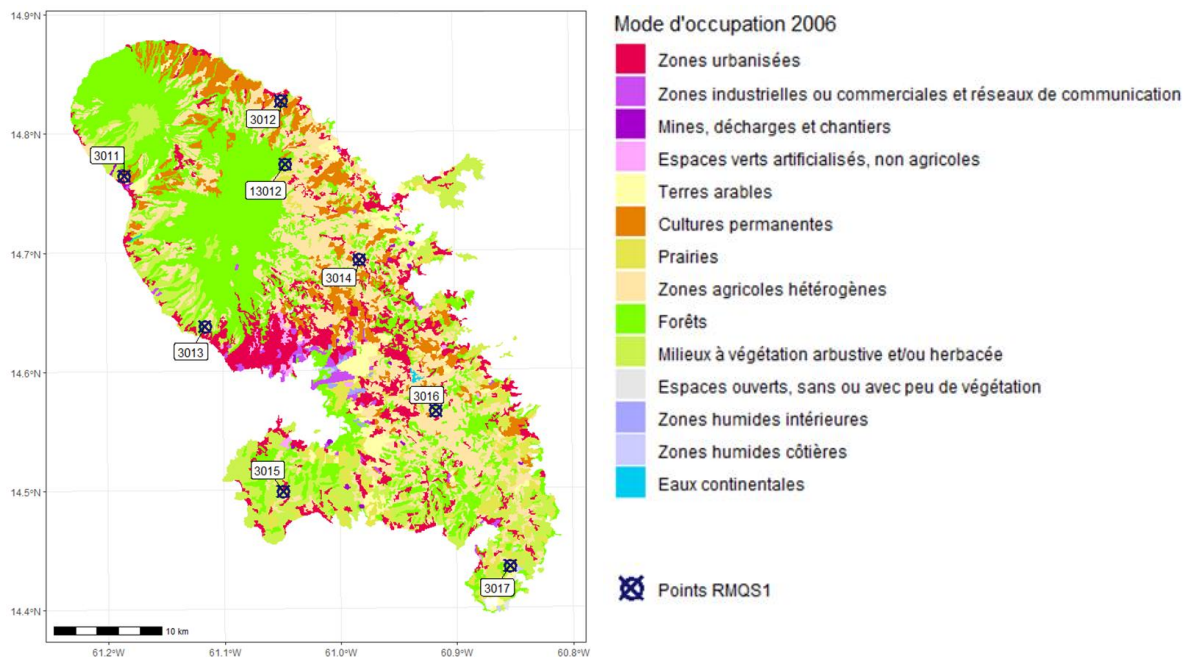 14.9°N
14.8°N
14.7°N
14.6°N
14.5°N
14.4°N
3012
3011
13012
3014
3013
3016
3015
3017
10 km
61.2°W
61.1°W
61.0°W
60.9°W
60.8°W
Mode d'occupation 2006
Zones urbanisées
Zones industrielles ou commerciales et réseaux de communication
Mines, décharges et chantiers
Espaces verts artificialisés, non agricoles
Terres arables
Cultures permanentes
Prairies
Zones agricoles hétérogènes
Forêts
Milieux à végétation arbustive et/ou herbacée
Espaces ouverts, sans ou avec peu de végétation
Zones humides intérieures
Zones humides côtières
Eaux continentales
Points RMQS1